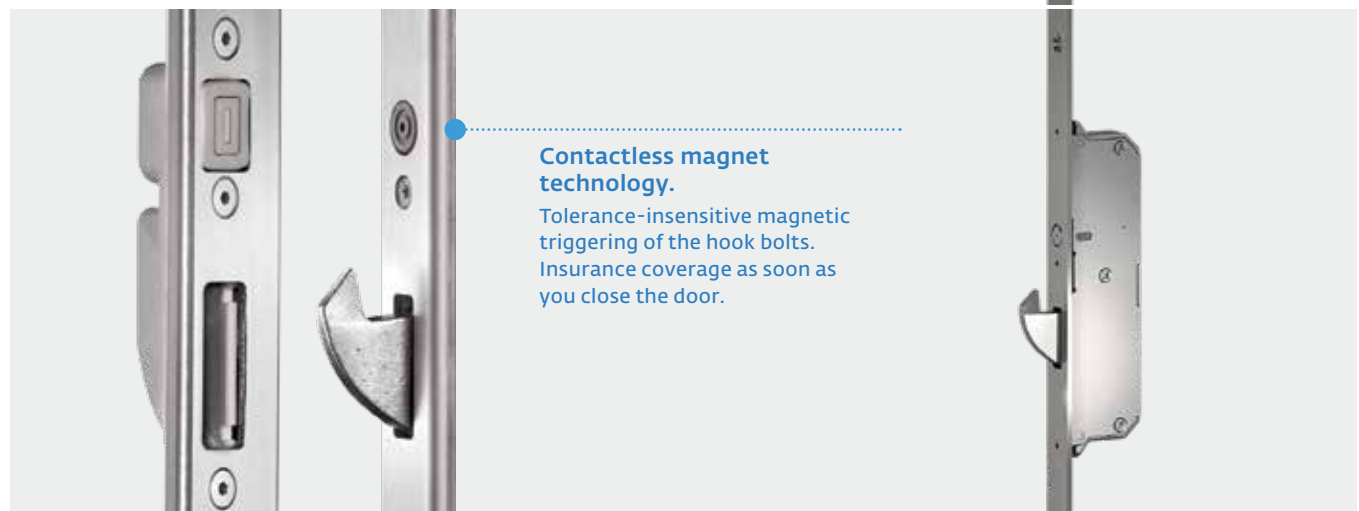 Contactless magnet
technology.
Tolerance-insensitive magnetic
triggering of the hook bolts.
Insurance coverage as soon as
you close the door.